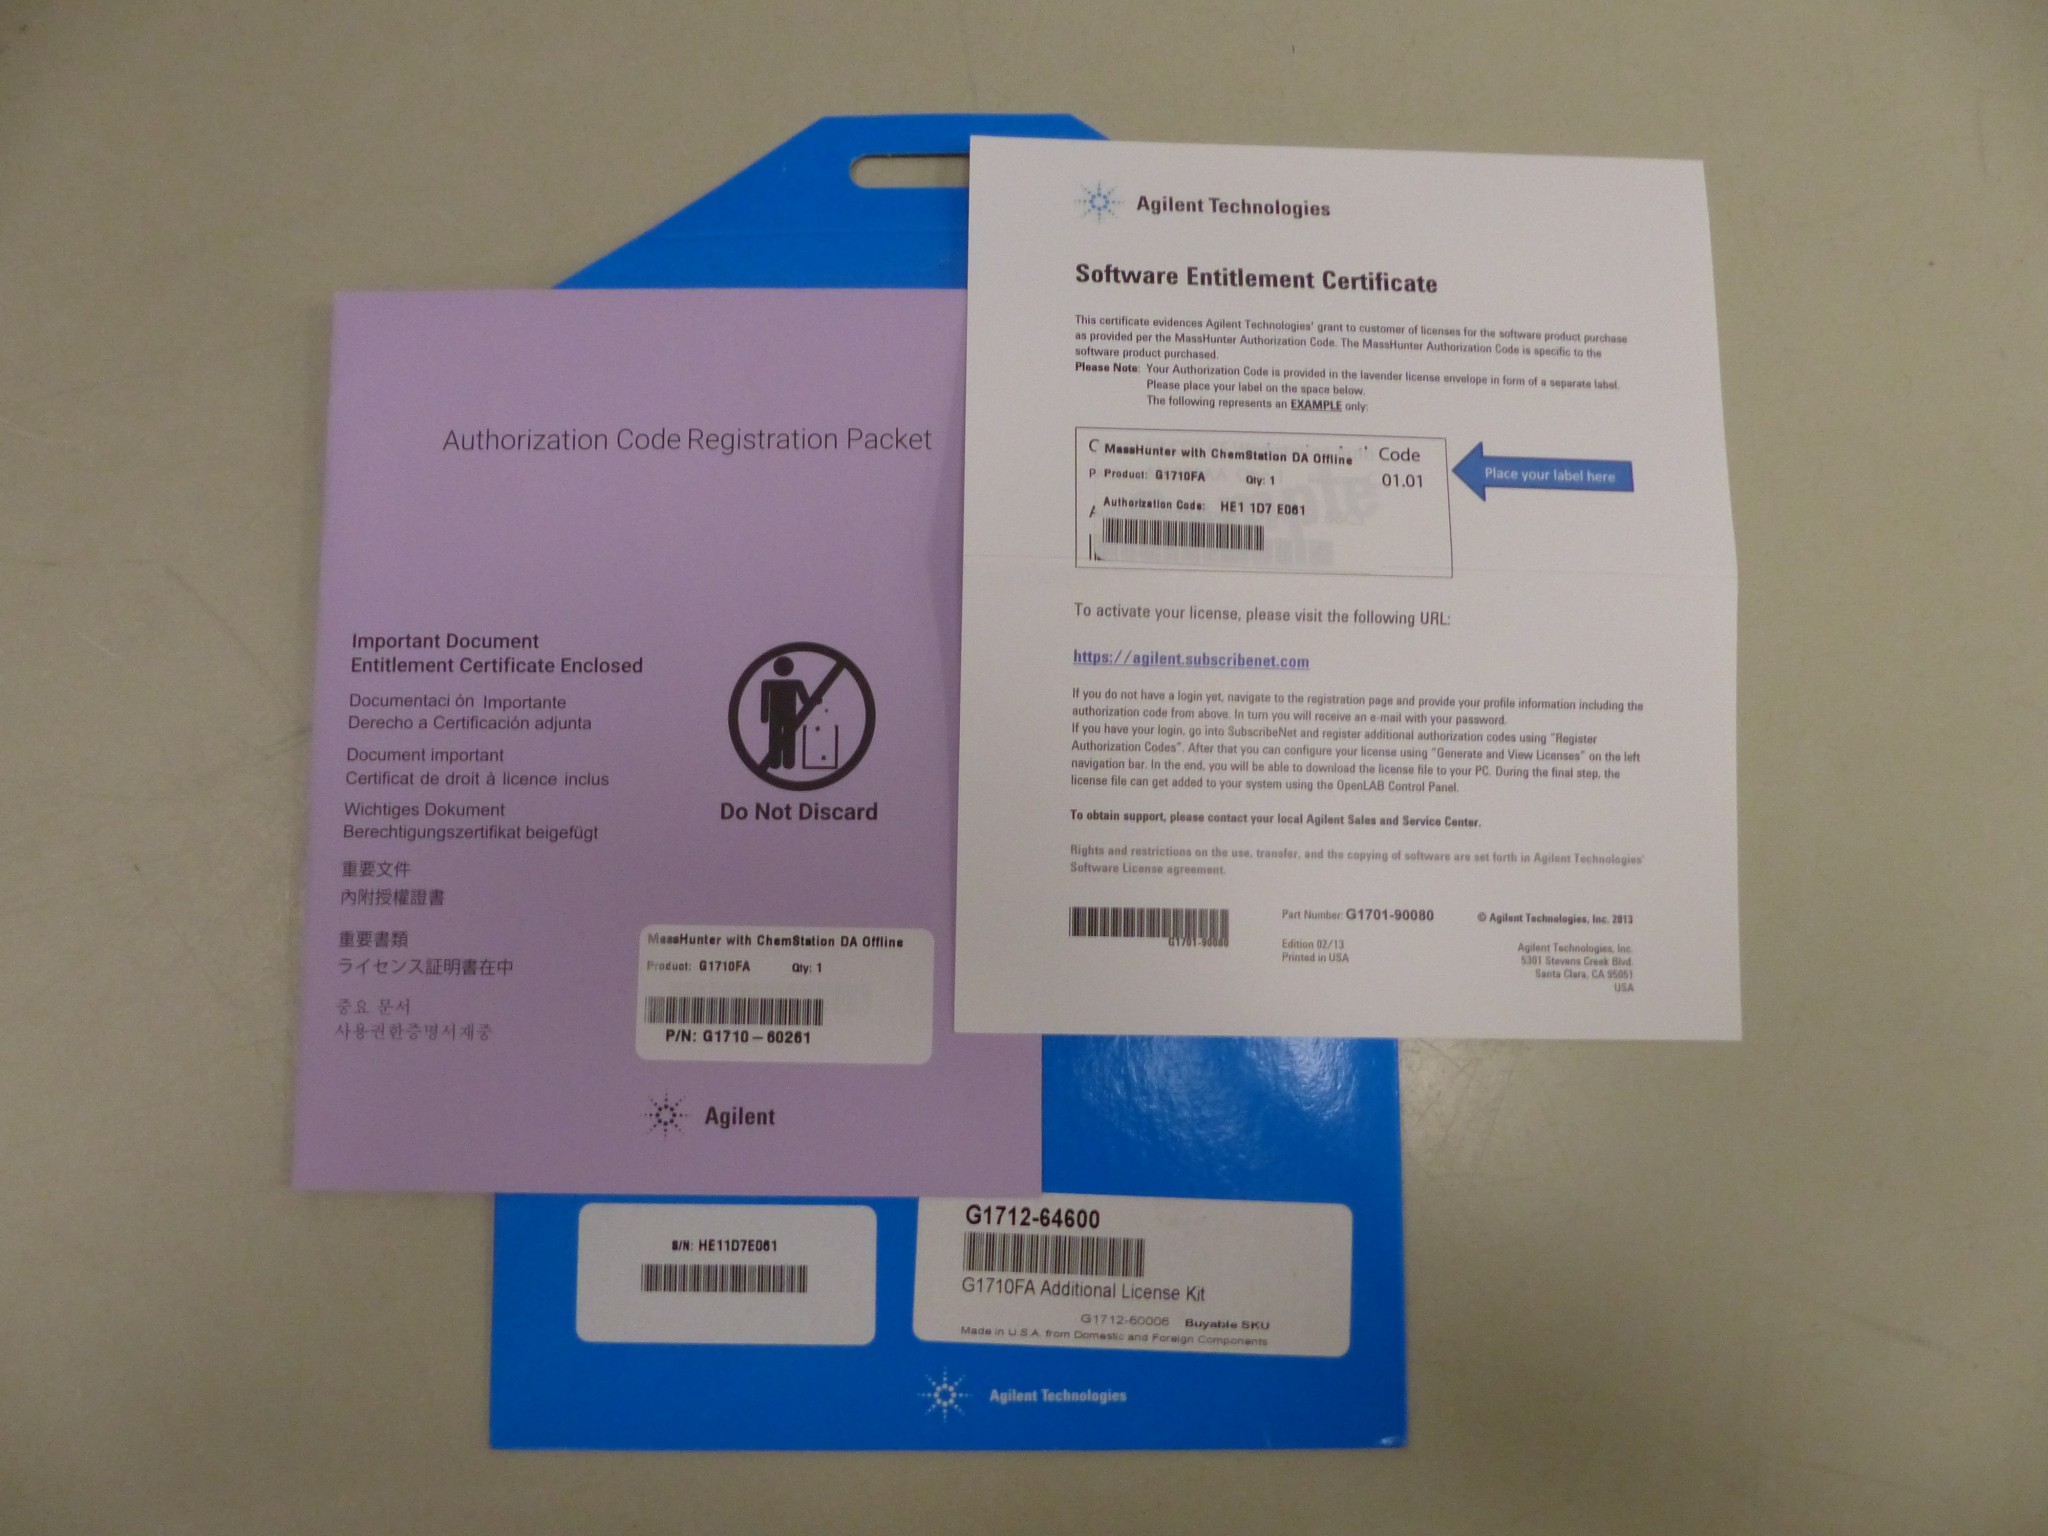 Authorization Code Registration Packet
Important Document
Entitlement Certificate Enclosed
Documentaci ón Importante
Derecho a Certificación adjunta
Document important
Certificat de droit à licence inclus
Wichtiges Dokument
Berechtigungszertifikat beigefügt
重要文件
內附授權證書
重要書類
ライセンス証明書在中
중요 문서
사용권한증명서재중
Do Not Discard
MassHunter with ChemStation DA Offline
Product: G1710FA Qty: 1
P/N: G1710-60261
Agilent
Agilent Technologies
Software Entitlement Certificate
This certificate evidences Agilent Technologies' grant to customer of licenses for the software product purchase
as provided per the MassHunter Authorization Code. The MassHunter Authorization Code is specific to the
software product purchased.
Please Note: Your Authorization Code is provided in the lavender license envelope in form of a separate label.
Please place your label on the space below.
The following represents an EXAMPLE only:
C MassHunter with ChemStation DA Offline Code
P Product: G1710FA Qty: 1 01.01
A Authorization Code: HE1 1D7 E061
Place your label here
To activate your license, please visit the following URL:
https://agilent.subscribenet.com
If you do not have a login yet, navigate to the registration page and provide your profile information including the
authorization code from above. In turn you will receive an e-mail with your password.
If you have your login, go into SubscribeNet and register additional authorization codes using "Register
Authorization Codes". After that you can configure your license using "Generate and View Licenses" on the left
navigation bar. In the end, you will be able to download the license file to your PC. During the final step, the
license file can get added to your system using the OpenLAB Control Panel.
To obtain support, please contact your local Agilent Sales and Service Center.
Rights and restrictions on the use, transfer, and the copying of software are set forth in Agilent Technologies'
Software License agreement.
G1701-90080
Part Number: G1701-90080
Edition 02/13
Printed in USA
© Agilent Technologies, Inc. 2013
Agilent Technologies, Inc.
5301 Stevens Creek Blvd.
Santa Clara, CA 95051
USA
S/N: HE11D7E061
G1712-64600
G1710FA Additional License Kit
G1712-60006 Buyable SKU
Made in U.S.A. from Domestic and Foreign Components
Agilent Technologies